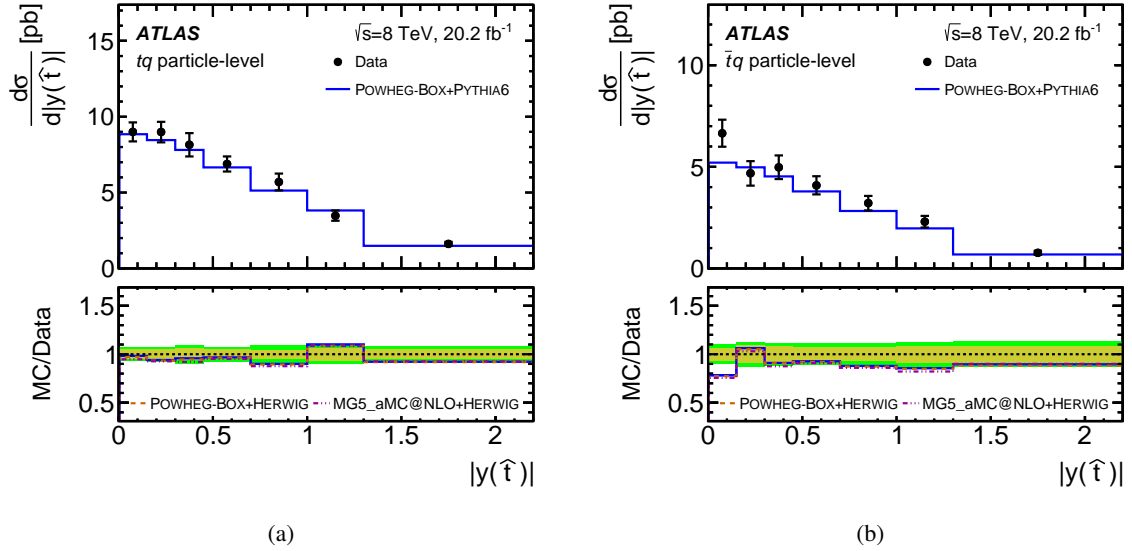 ATLAS √s=8 TeV, 20.2 fb⁻¹
tq particle-level
Data
POWHEG-BOX+PYTHIA6
dσ/d|y(t̂)| [pb]
15
10
5
0
MC/Data
1.5
1
0.5
POWHEG-BOX+HERWIG MG5_aMC@NLO+HERWIG
0 0.5 1 1.5 2
|y(t̂)|
(a)
ATLAS √s=8 TeV, 20.2 fb⁻¹
t̄q particle-level
Data
POWHEG-BOX+PYTHIA6
dσ/d|y(t̂)| [pb]
10
5
0
MC/Data
1.5
1
0.5
POWHEG-BOX+HERWIG MG5_aMC@NLO+HERWIG
0 0.5 1 1.5 2
|y(t̂)|
(b)